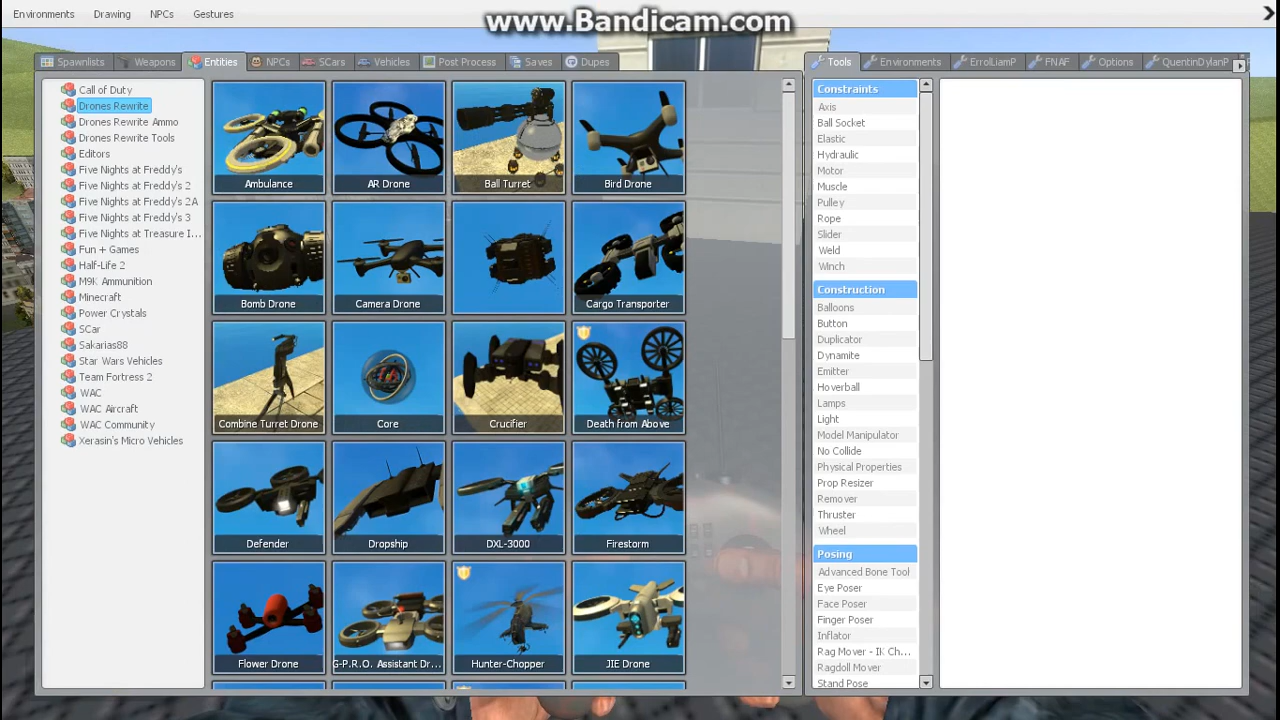 Environments Drawing NPCs Gestures
www.Bandicam.com
Spawnlists Weapons Entities NPCs SCars Vehicles Post Process Saves Dupes
Tools Environments ErrolLiamP FNAF Options QuentinDylanP
Call of Duty
Drones Rewrite
Drones Rewrite Ammo
Drones Rewrite Tools
Editors
Five Nights at Freddy's
Five Nights at Freddy's 2
Five Nights at Freddy's 2A
Five Nights at Freddy's 3
Five Nights at Treasure I...
Fun + Games
Half-Life 2
M9K Ammunition
Minecraft
Power Crystals
SCar
Sakarias88
Star Wars Vehicles
Team Fortress 2
WAC
WAC Aircraft
WAC Community
Xerasin's Micro Vehicles
Ambulance AR Drone Ball Turret Bird Drone
Bomb Drone Camera Drone Cargo Transporter
Combine Turret Drone Core Crucifier Death from Above
Defender Dropship DXL-3000 Firestorm
Flower Drone G-P.R.O. Assistant Dr... Hunter-Chopper JIE Drone
Constraints
Axis
Ball Socket
Elastic
Hydraulic
Motor
Muscle
Pulley
Rope
Slider
Weld
Winch
Construction
Balloons
Button
Duplicator
Dynamite
Emitter
Hoverball
Lamps
Light
Model Manipulator
No Collide
Physical Properties
Prop Resizer
Remover
Thruster
Wheel
Posing
Advanced Bone Tool
Eye Poser
Face Poser
Finger Poser
Inflator
Rag Mover - IK Ch...
Ragdoll Mover
Stand Pose